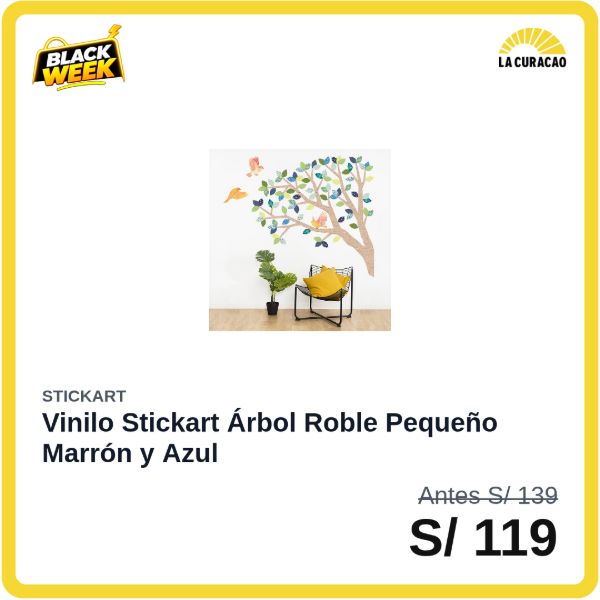 BLACK
WEEK
LA CURACAO
STICKART
Vinilo Stickart Árbol Roble Pequeño
Marrón y Azul
Antes S/ 139
S/ 119